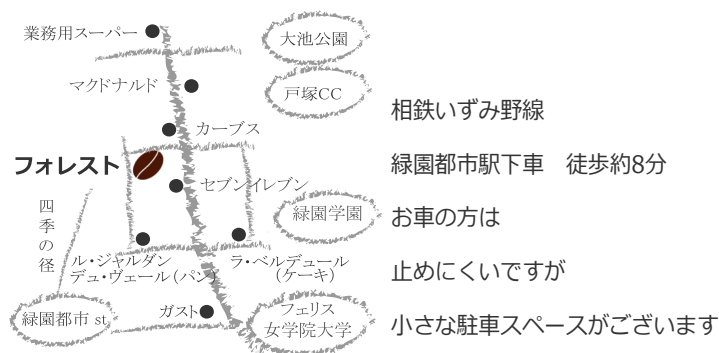 業務用スーパー
大池公園
マクドナルド
戸塚CC
カーブス
フォレスト
セブンイレブン
四季の径
緑園学園
ル・ジャルダン
デュ・ヴェール(パン)
ラ・ベルデュール
(ケーキ)
緑園都市 st
ガスト
フェリス
女学院大学
相鉄いずみ野線
緑園都市駅下車 徒歩約8分
お車の方は
止めにくいですが
小さな駐車スペースがございます